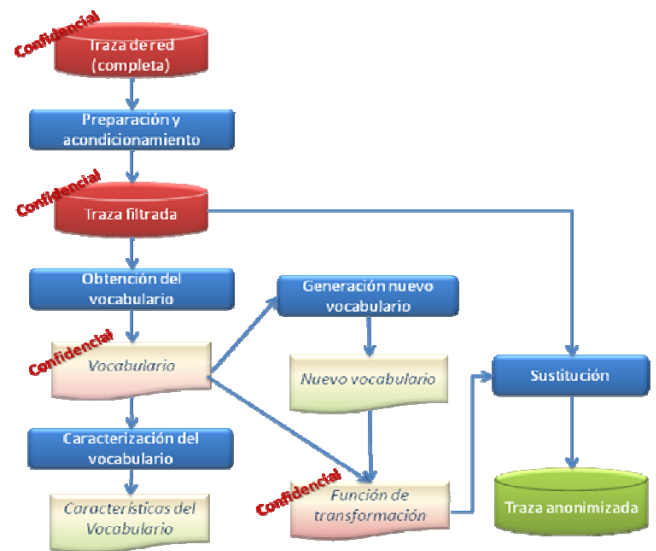 Confidencial
Traza de red
(completa)
Preparación y
acondicionamiento
Confidencial
Traza filtrada
Obtención del
vocabulario
Generación nuevo
vocabulario
Confidencial
Vocabulario
Nuevo vocabulario
Sustitución
Caracterización del
vocabulario
Confidencial
Características del
Vocabulario
Función de
transformación
Traza anonimizada